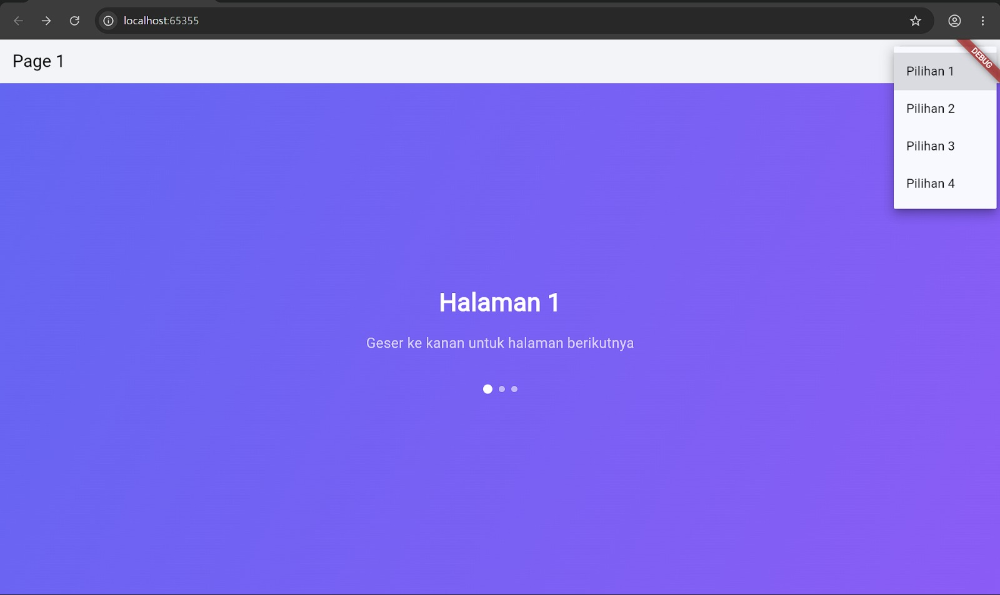 localhost:65355
Page 1
DEBUG
Pilihan 1
Pilihan 2
Pilihan 3
Pilihan 4
Halaman 1
Geser ke kanan untuk halaman berikutnya